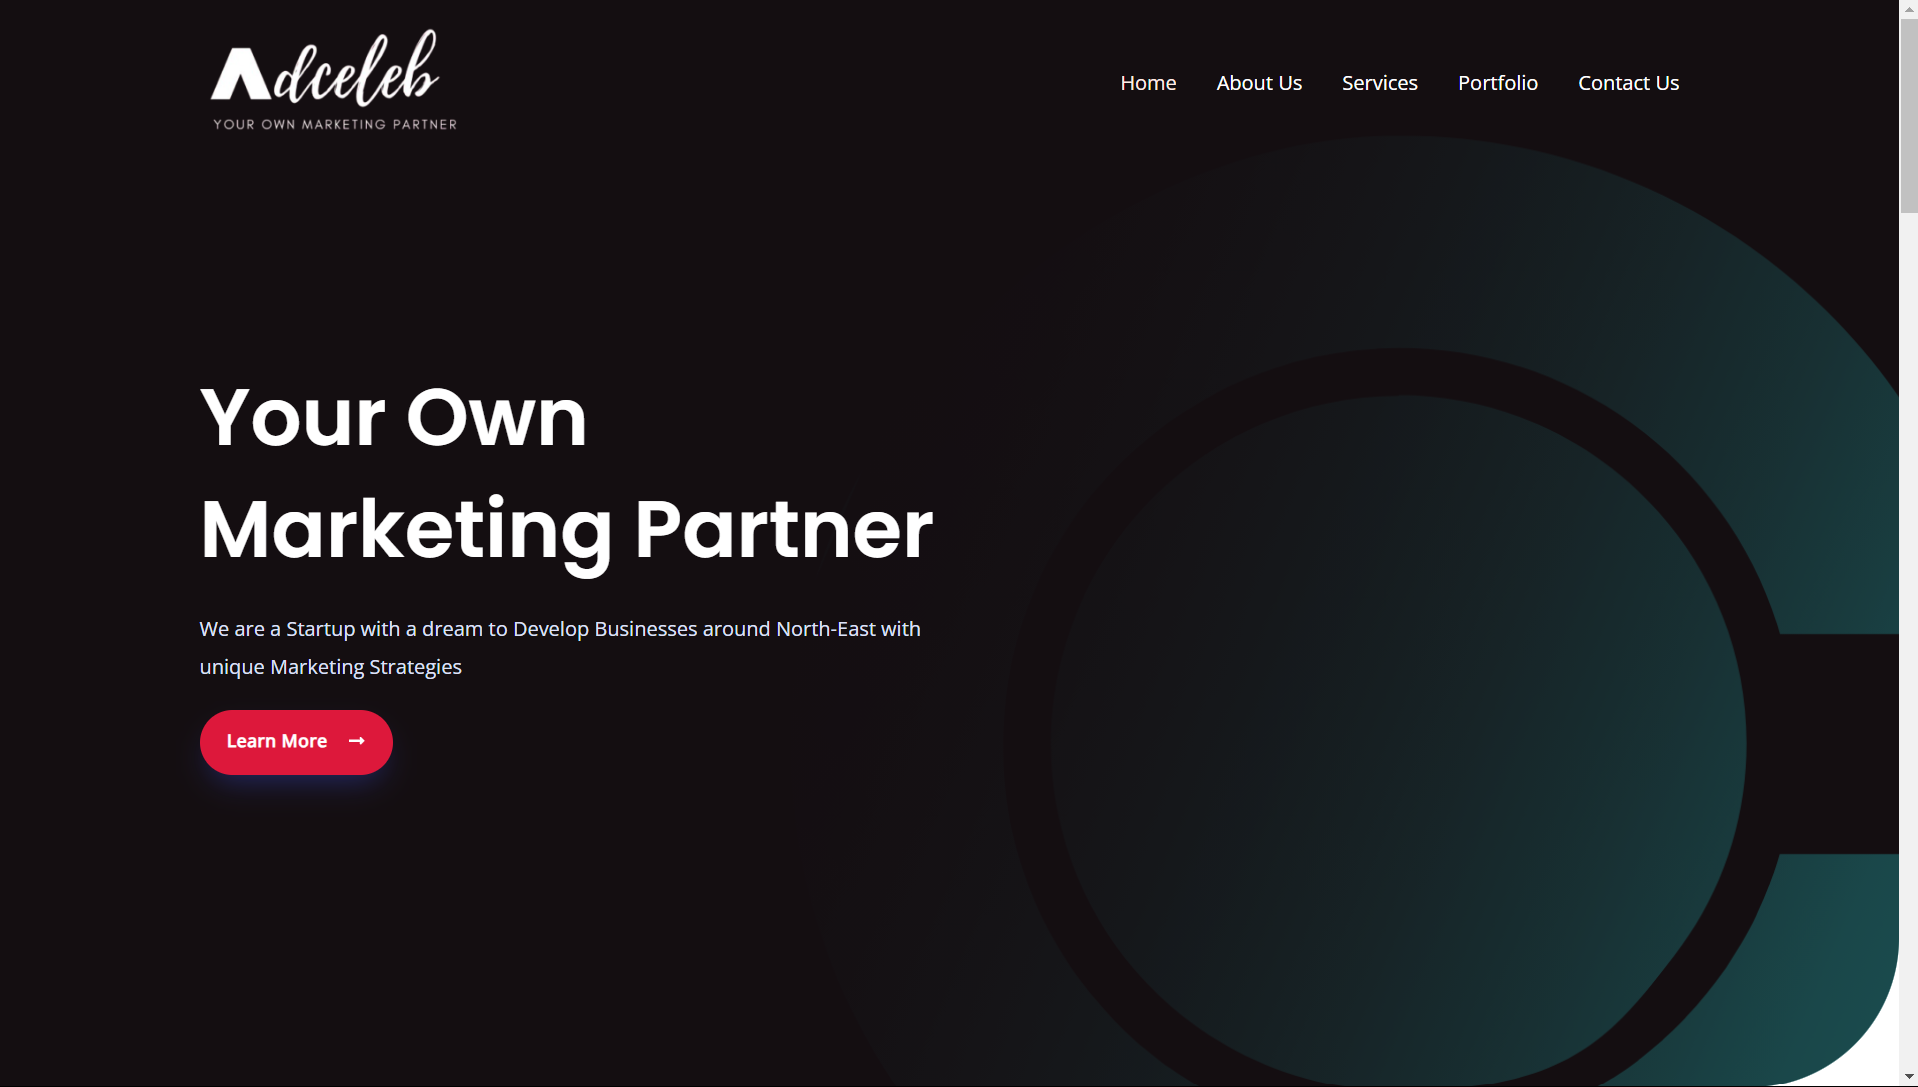 Adceleb
YOUR OWN MARKETING PARTNER
Home
About Us
Services
Portfolio
Contact Us
Your Own
Marketing Partner
We are a Startup with a dream to Develop Businesses around North-East with
unique Marketing Strategies
Learn More